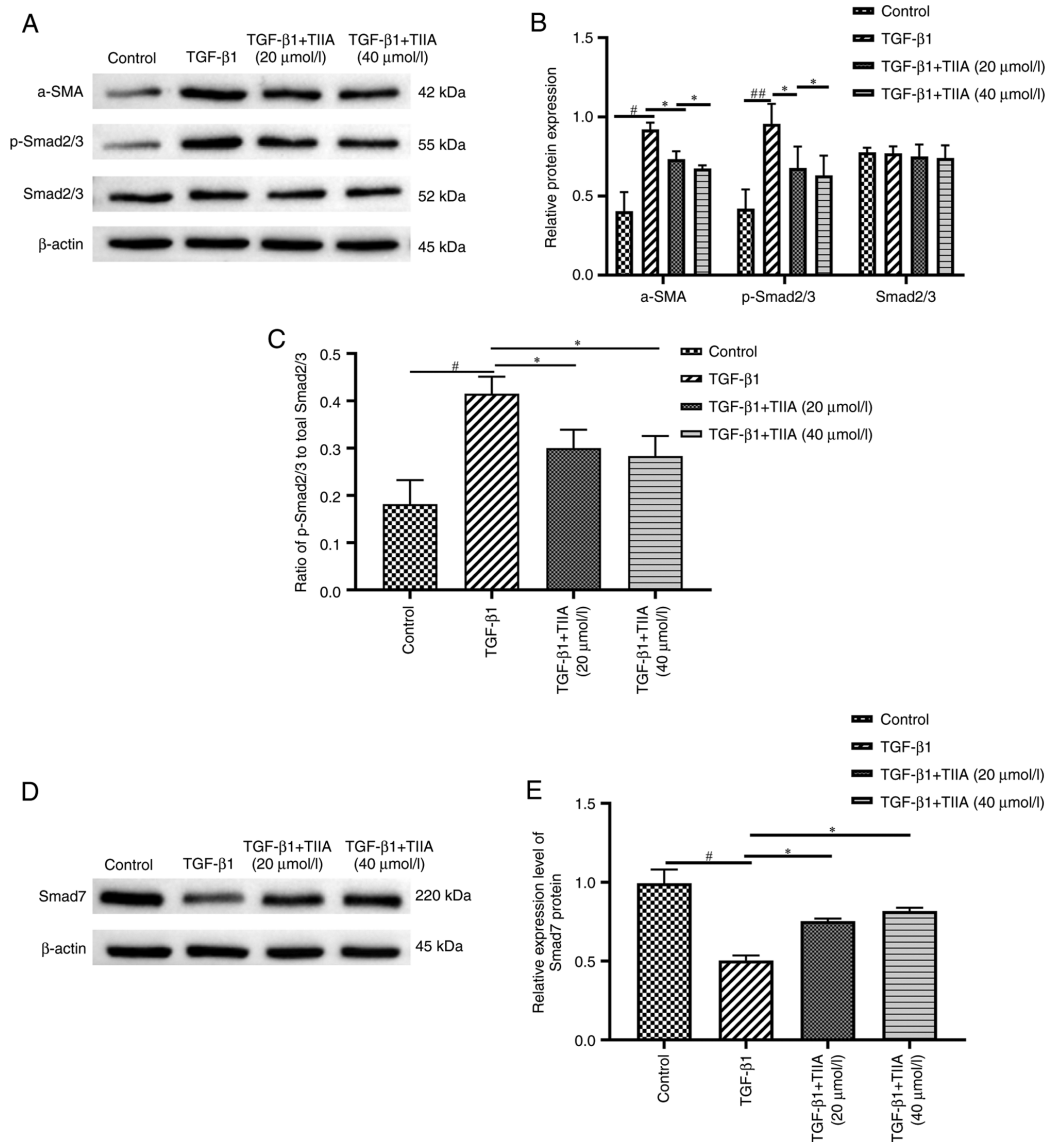 A
Control
TGF-β1
TGF-β1+TIIA
(20 μmol/l)
TGF-β1+TIIA
(40 μmol/l)
a-SMA
42 kDa
p-Smad2/3
55 kDa
Smad2/3
52 kDa
β-actin
45 kDa
B
Control
TGF-β1
TGF-β1+TIIA (20 μmol/l)
TGF-β1+TIIA (40 μmol/l)
Relative protein expression
1.5
1.0
0.5
0.0
#
*
*
##
*
*
a-SMA
p-Smad2/3
Smad2/3
C
Control
TGF-β1
TGF-β1+TIIA (20 μmol/l)
TGF-β1+TIIA (40 μmol/l)
Ratio of p-Smad2/3 to toal Smad2/3
0.5
0.4
0.3
0.2
0.1
0.0
#
*
*
Control
TGF-β1
TGF-β1+TIIA
(20 μmol/l)
TGF-β1+TIIA
(40 μmol/l)
D
Control
TGF-β1
TGF-β1+TIIA
(20 μmol/l)
TGF-β1+TIIA
(40 μmol/l)
Smad7
220 kDa
β-actin
45 kDa
E
Control
TGF-β1
TGF-β1+TIIA (20 μmol/l)
TGF-β1+TIIA (40 μmol/l)
Relative expression level of
Smad7 protein
1.5
1.0
0.5
0.0
#
*
*
Control
TGF-β1
TGF-β1+TIIA
(20 μmol/l)
TGF-β1+TIIA
(40 μmol/l)